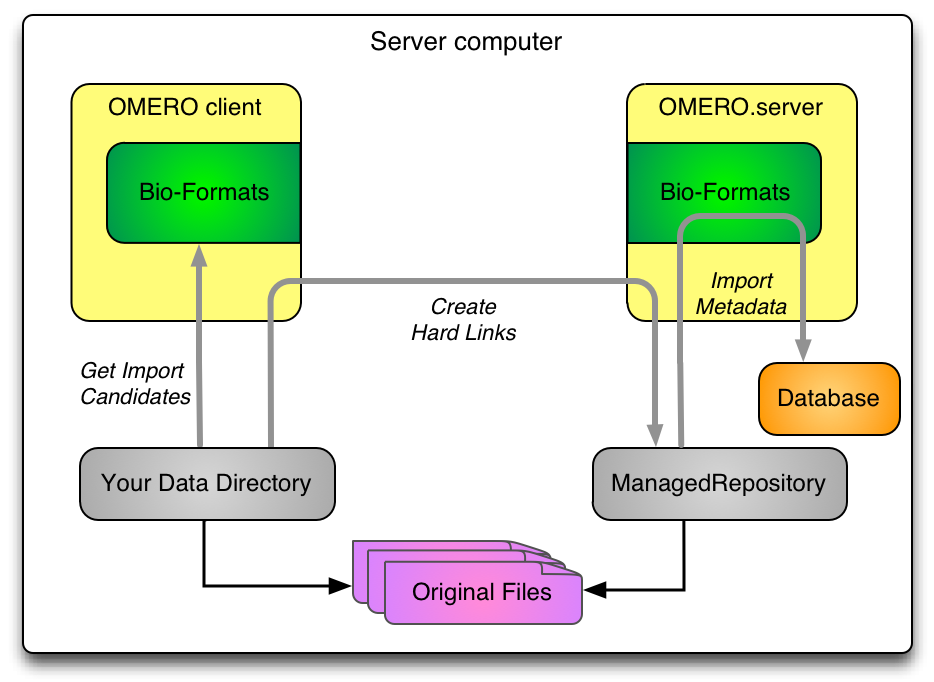 Server computer
OMERO client
OMERO.server
Bio-Formats
Bio-Formats
Import
Metadata
Create
Hard Links
Get Import
Candidates
Database
Your Data Directory
ManagedRepository
Original Files